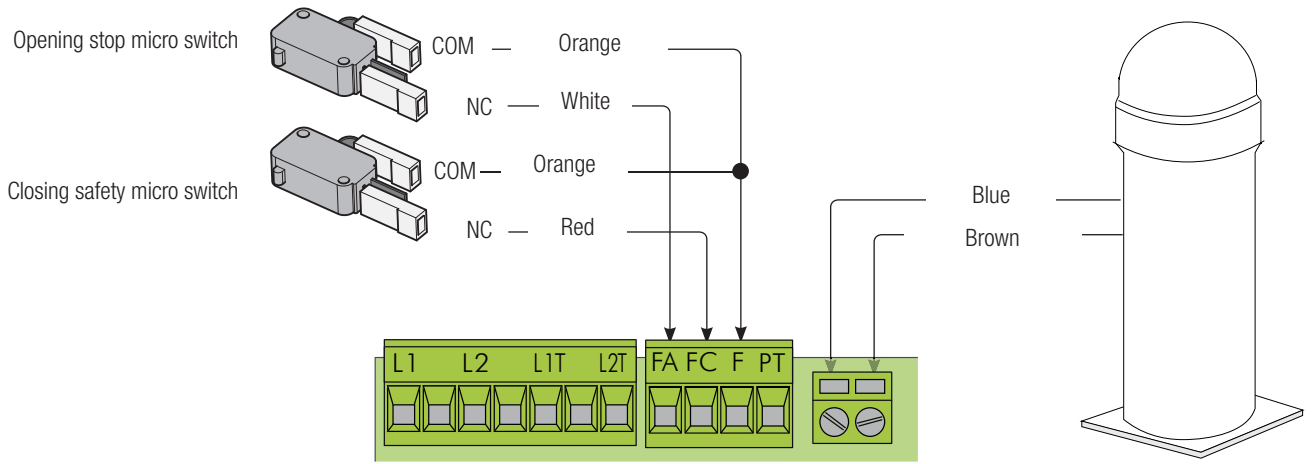 Opening stop micro switch
COM
Orange
NC
White
Closing safety micro switch
COM
Orange
NC
Red
Blue
Brown
L1 L2 L1T L2T
FA FC F PT